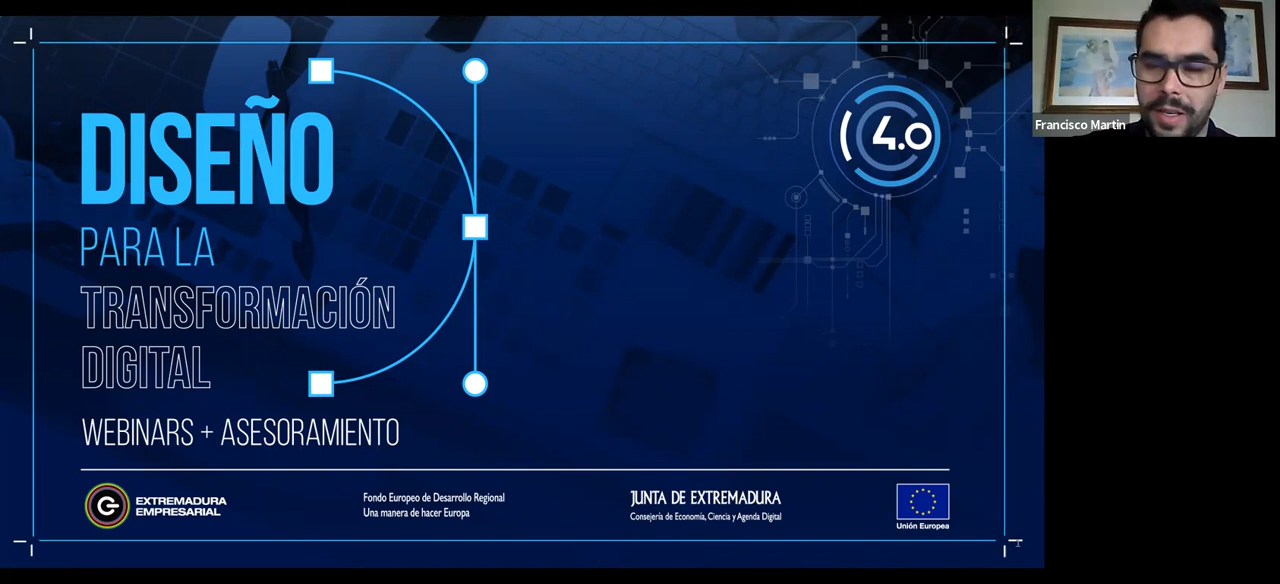 DISEÑO
PARA LA
TRANSFORMACIÓN
DIGITAL
WEBINARS + ASESORAMIENTO
4.0
EXTREMADURA
EMPRESARIAL
Fondo Europeo de Desarrollo Regional
Una manera de hacer Europa
JUNTA DE EXTREMADURA
Consejería de Economía, Ciencia y Agenda Digital
Unión Europea
1
Francisco Martin